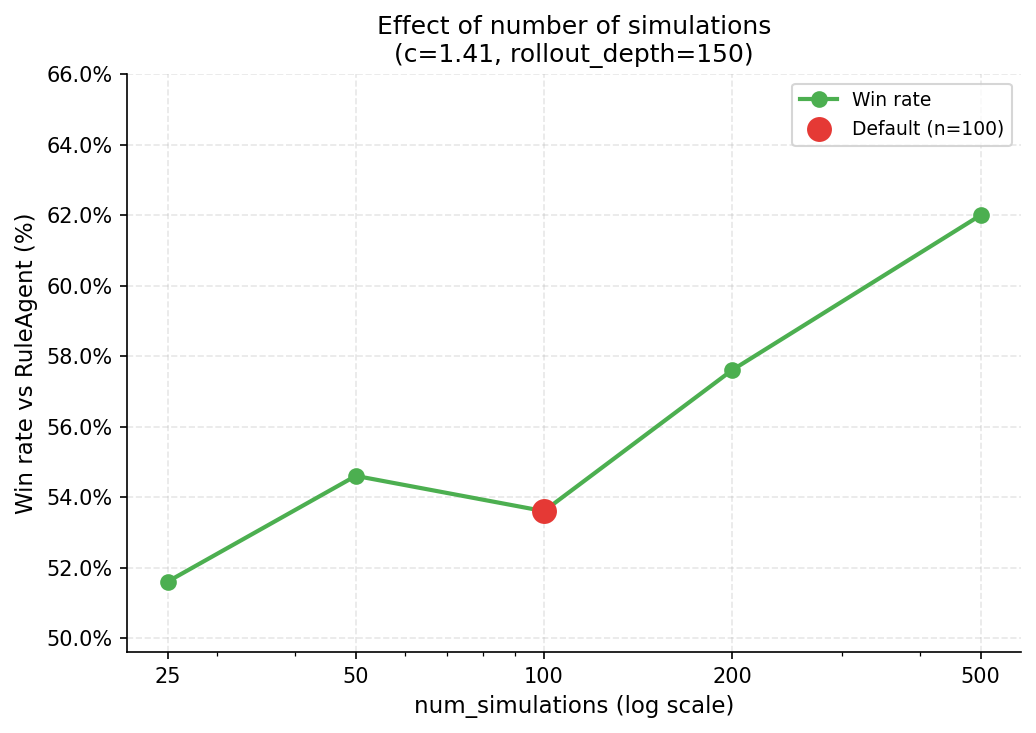 Effect of number of simulations
(c=1.41, rollout_depth=150)
Win rate
Default (n=100)
Win rate vs RuleAgent (%)
66.0%
64.0%
62.0%
60.0%
58.0%
56.0%
54.0%
52.0%
50.0%
25 50 100 200 500
num_simulations (log scale)